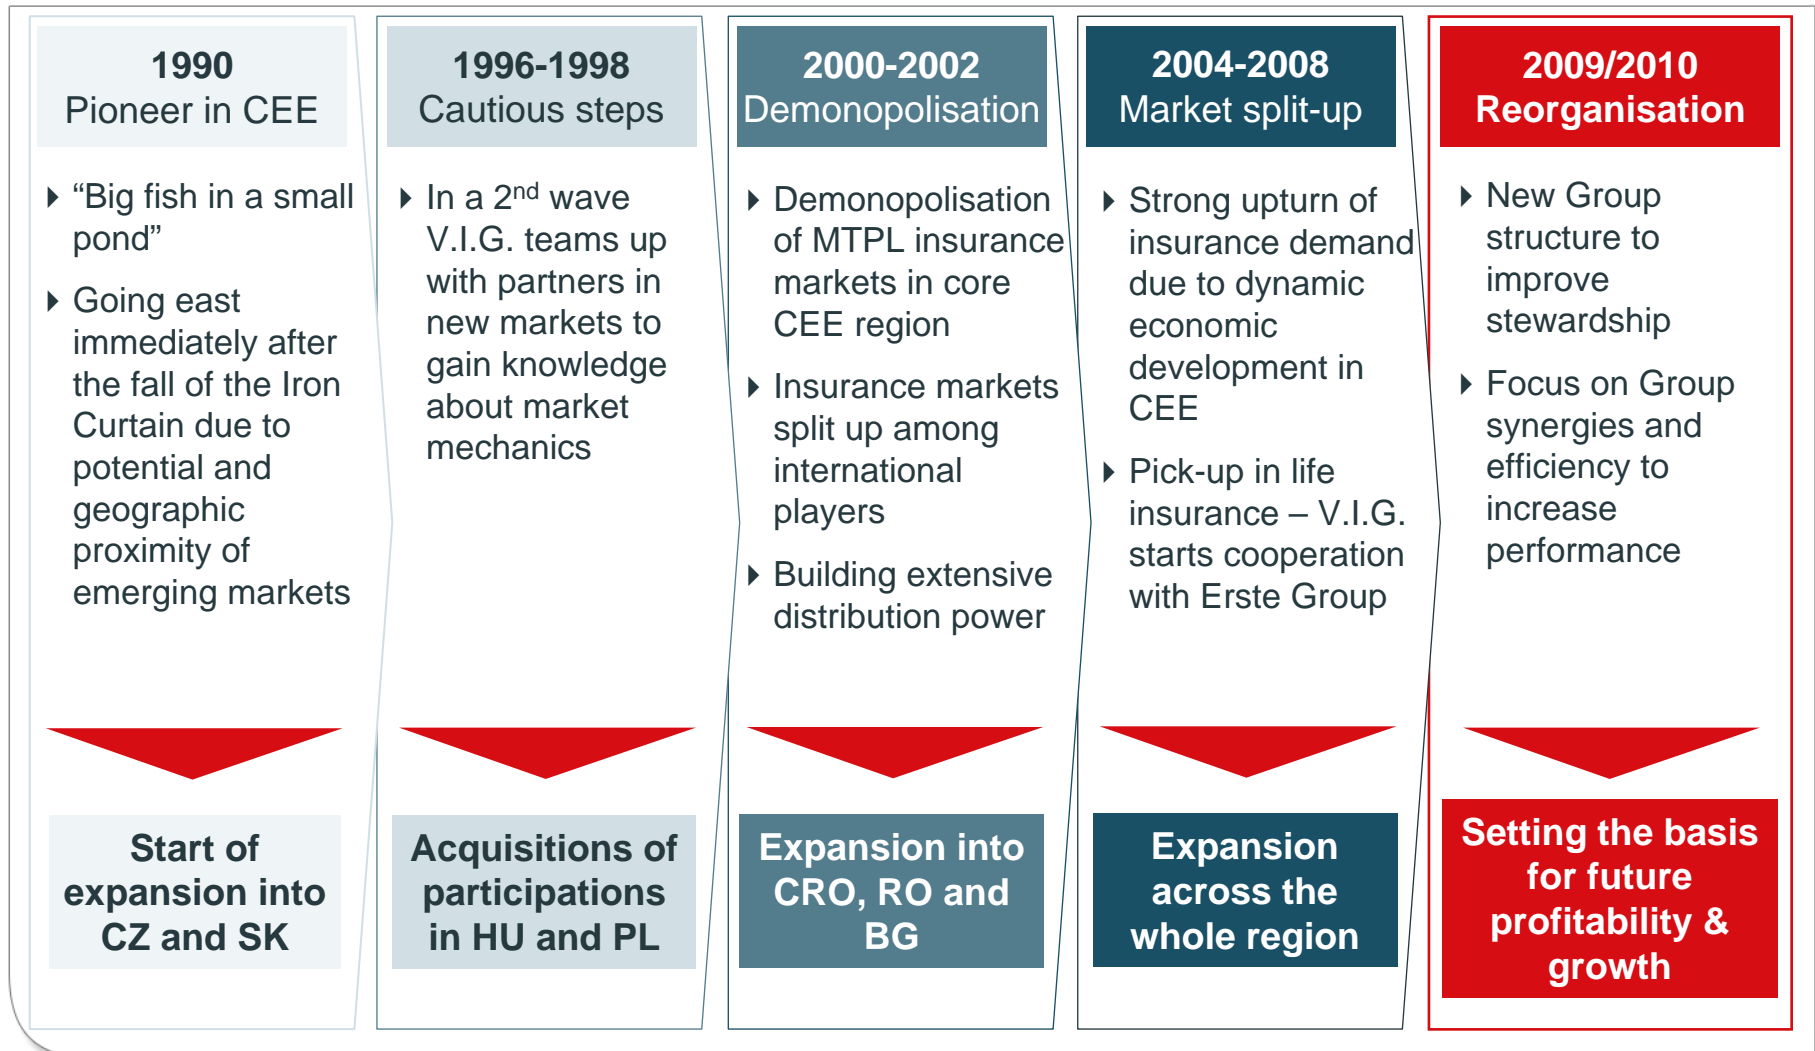 1990
Pioneer in CEE
“Big fish in a small
pond”
Going east
immediately after
the fall of the Iron
Curtain due to
potential and
geographic
proximity of
emerging markets
Start of
expansion into
CZ and SK
1996-1998
Cautious steps
In a 2nd wave
V.I.G. teams up
with partners in
new markets to
gain knowledge
about market
mechanics
Acquisitions of
participations
in HU and PL
2000-2002
Demonopolisation
Demonopolisation
of MTPL insurance
markets in core
CEE region
Insurance markets
split up among
international
players
Building extensive
distribution power
Expansion into
CRO, RO and
BG
2004-2008
Market split-up
Strong upturn of
insurance demand
due to dynamic
economic
development in
CEE
Pick-up in life
insurance – V.I.G.
starts cooperation
with Erste Group
Expansion
across the
whole region
2009/2010
Reorganisation
New Group
structure to
improve
stewardship
Focus on Group
synergies and
efficiency to
increase
performance
Setting the basis
for future
profitability &
growth